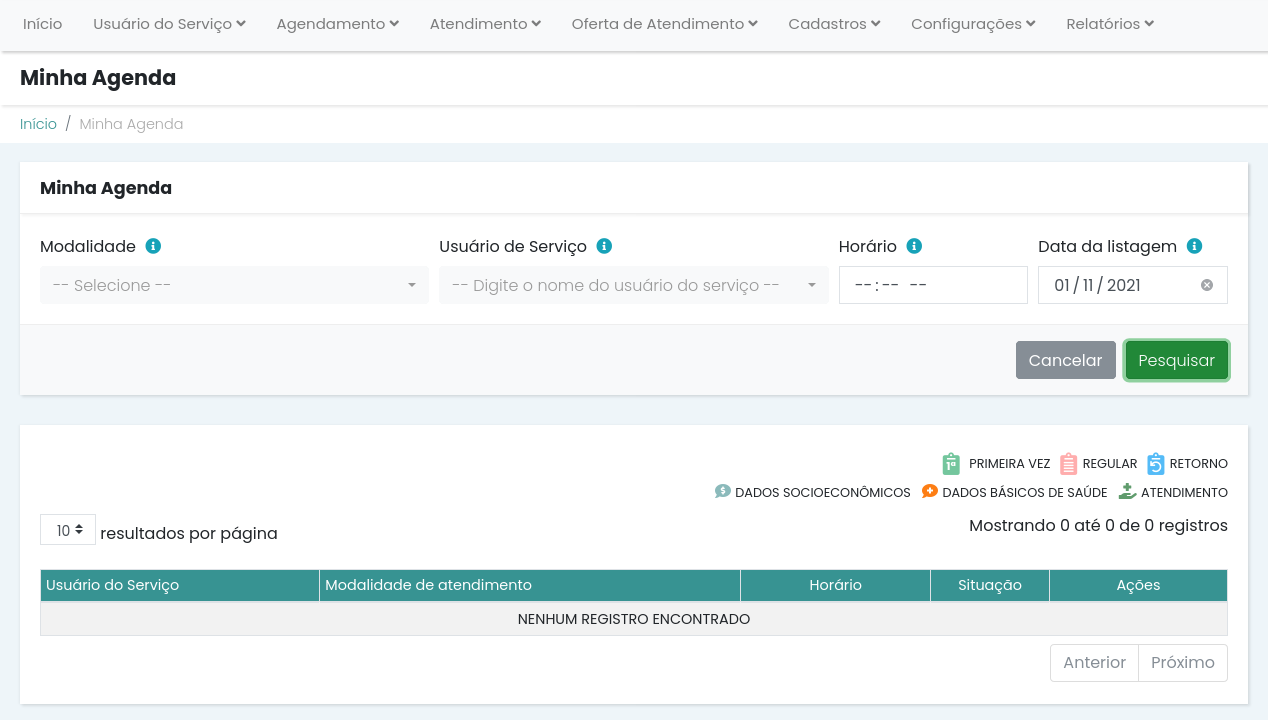 Início Usuário do Serviço Agendamento Atendimento Oferta de Atendimento Cadastros Configurações Relatórios
Minha Agenda
Início / Minha Agenda
Minha Agenda
Modalidade Usuário de Serviço Horário Data da listagem
-- Selecione -- -- Digite o nome do usuário do serviço -- --:-- -- 01/11/2021
Cancelar Pesquisar
1ª PRIMEIRA VEZ REGULAR RETORNO
DADOS SOCIOECONÔMICOS DADOS BÁSICOS DE SAÚDE ATENDIMENTO
10 resultados por página Mostrando 0 até 0 de 0 registros
Usuário do Serviço Modalidade de atendimento Horário Situação Ações
NENHUM REGISTRO ENCONTRADO
Anterior Próximo